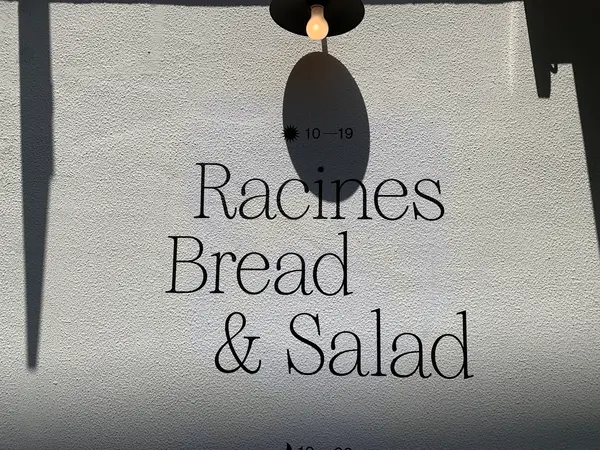 10—19
Racines
Bread
& Salad